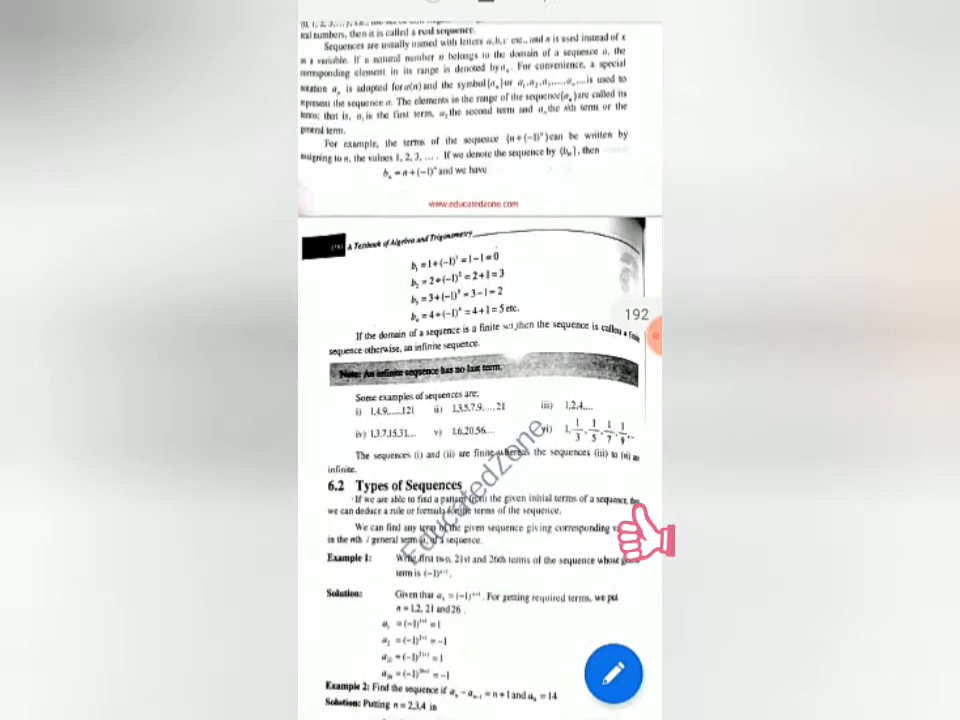 real numbers, then it is called a real sequence.
Sequences are usually named with letters a,b,c etc., and n is used instead of x
as a variable. If a natural number n belongs to the domain of a sequence a, the
corresponding element in its range is denoted by aₙ. For convenience, a special
notation aₙ is adopted for a(n) and the symbol {aₙ} or a₁,a₂,a₃,.....aₙ,... is used to
represent the sequence a. The elements in the range of the sequence {aₙ} are called its
terms; that is, a₁ is the first term, a₂ the second term and aₙ the nth term or the
general term.
For example, the terms of the sequence {n+(−1)ⁿ} can be written by
assigning to n, the values 1, 2, 3, ... . If we denote the sequence by {bₙ}, then
bₙ = n+(−1)ⁿ and we have
www.educatedzone.com
A Textbook of Algebra and Trigonometry
b₁ = 1+(−1)¹ = 1−1 = 0
b₂ = 2+(−1)² = 2+1 = 3
b₃ = 3+(−1)³ = 3−1 = 2
b₄ = 4+(−1)⁴ = 4+1 = 5 etc.
192
If the domain of a sequence is a finite set, then the sequence is called a finite
sequence otherwise, an infinite sequence.
Note: An infinite sequence has no last term.
Some examples of sequences are;
i) 1,4,9,...,121 ii) 1,3,5,7,9,...,21 iii) 1,2,4,...
iv) 1,3,7,15,31,... v) 1,6,20,56,... vi) 1, 1/3, 1/5, 1/7, 1/9,...
The sequences (i) and (ii) are finite whereas the sequences (iii) to (vi) are
infinite.
EducatedZone
6.2 Types of Sequences
If we are able to find a pattern from the given initial terms of a sequence, then
we can deduce a rule or formula for the terms of the sequence.
We can find any term of the given sequence giving corresponding
in the nth / general term aₙ of a sequence.
Example 1: Write first two, 21st and 26th terms of the sequence whose general
term is (−1)ⁿ⁺¹.
Solution: Given that aₙ = (−1)ⁿ⁺¹. For getting required terms, we put
n = 1,2, 21 and 26 .
a₁ = (−1)¹⁺¹ = 1
a₂ = (−1)²⁺¹ = −1
a₂₁ = (−1)²¹⁺¹ = 1
a₂₆ = (−1)²⁶⁺¹ = −1
Example 2: Find the sequence if aₙ − aₙ₋₁ = n+1 and a₄ = 14
Solution: Putting n = 2,3,4 in